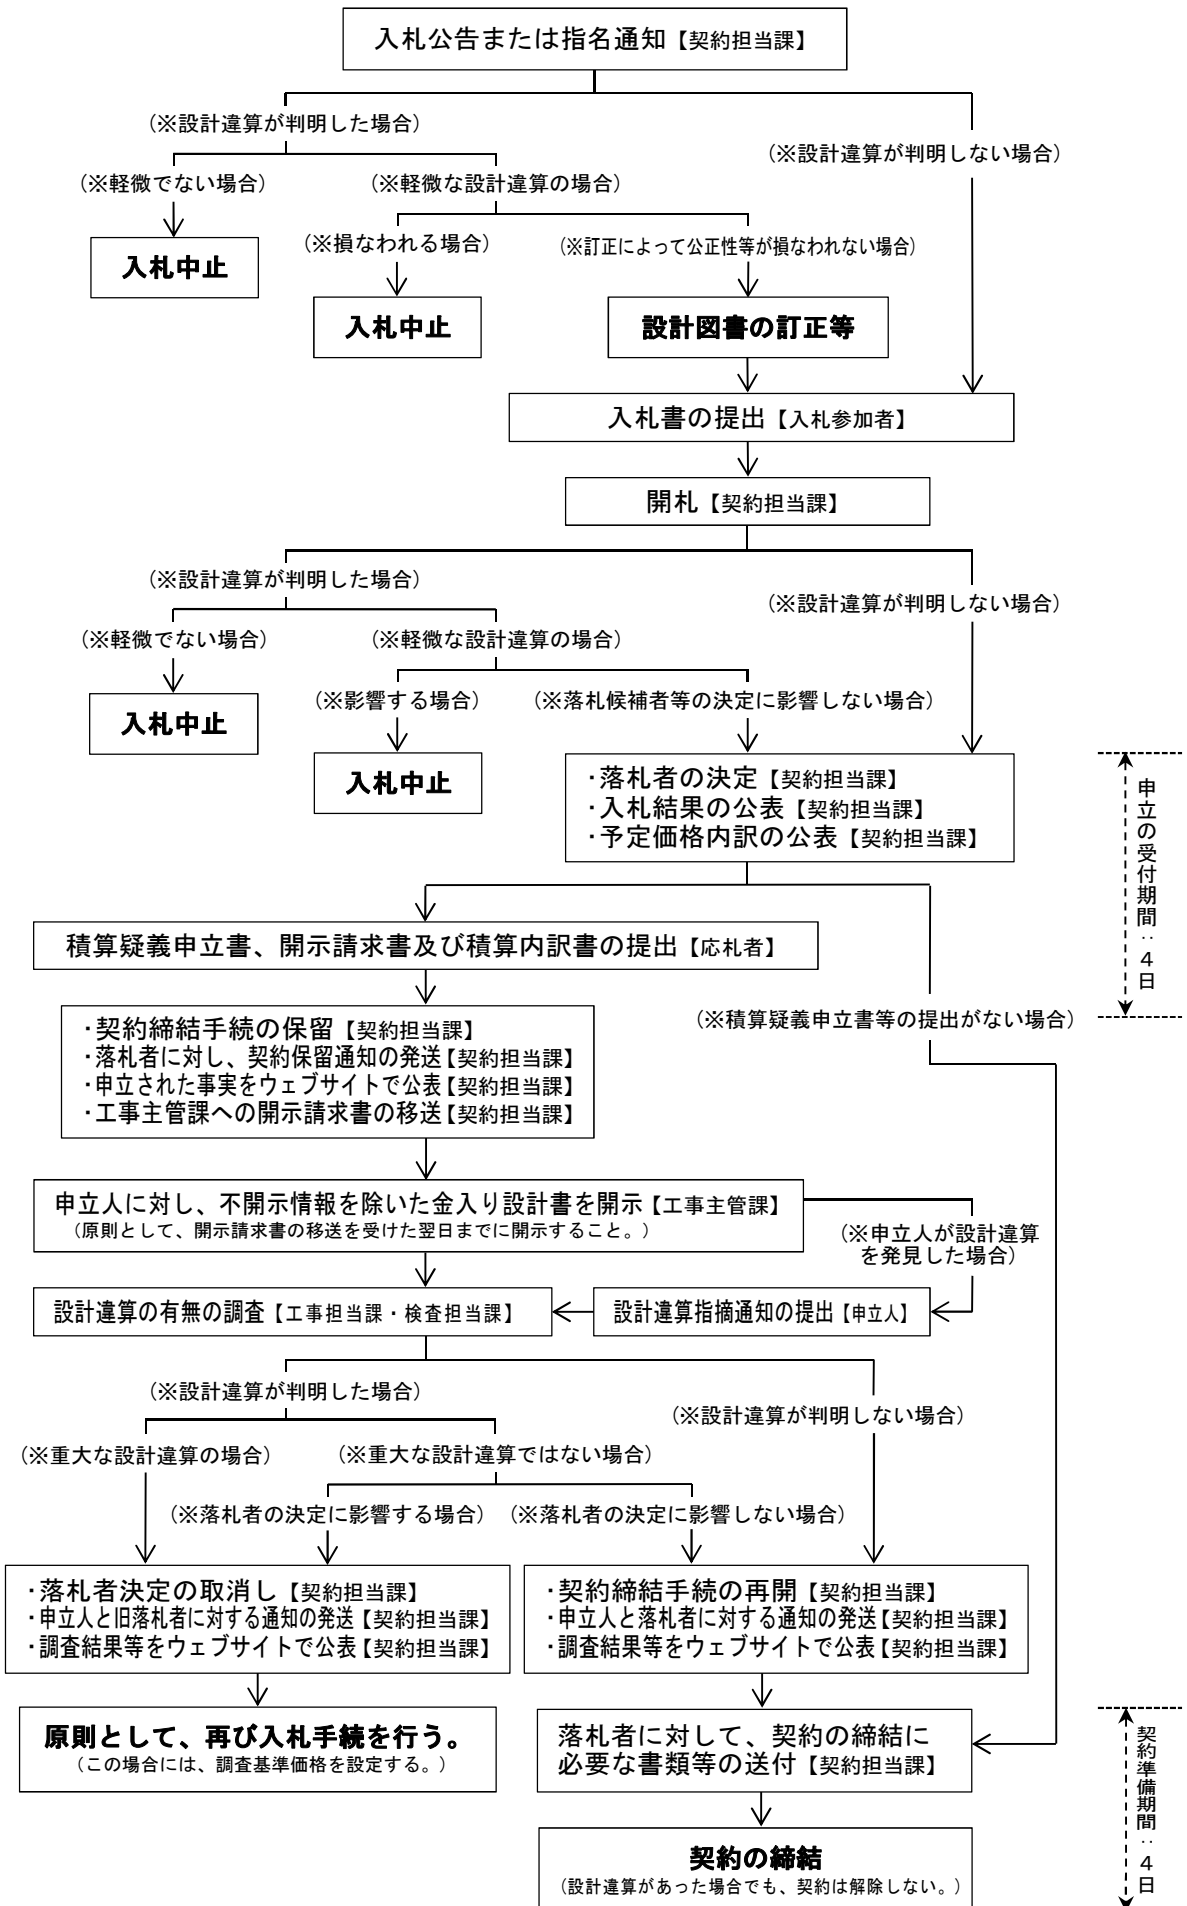 入札公告または指名通知【契約担当課】
(※設計違算が判明した場合)
(※設計違算が判明しない場合)
(※軽微でない場合)
(※軽微な設計違算の場合)
(※損なわれる場合)
(※訂正によって公正性等が損なわれない場合)
入札中止
入札中止
設計図書の訂正等
入札書の提出【入札参加者】
開札【契約担当課】
(※設計違算が判明した場合)
(※設計違算が判明しない場合)
(※軽微でない場合)
(※軽微な設計違算の場合)
(※影響する場合)
(※落札候補者等の決定に影響しない場合)
入札中止
入札中止
・落札者の決定【契約担当課】
・入札結果の公表【契約担当課】
・予定価格内訳の公表【契約担当課】
申立の受付期間:4日
積算疑義申立書、開示請求書及び積算内訳書の提出【応札者】
(※積算疑義申立書等の提出がない場合)
・契約締結手続の保留【契約担当課】
・落札者に対し、契約保留通知の発送【契約担当課】
・申立された事実をウェブサイトで公表【契約担当課】
・工事主管課への開示請求書の移送【契約担当課】
申立人に対し、不開示情報を除いた金入り設計書を開示【工事主管課】
(原則として、開示請求書の移送を受けた翌日までに開示すること。)
(※申立人が設計違算
を発見した場合)
設計違算の有無の調査【工事担当課・検査担当課】
設計違算指摘通知の提出【申立人】
(※設計違算が判明した場合)
(※設計違算が判明しない場合)
(※重大な設計違算の場合)
(※重大な設計違算ではない場合)
(※落札者の決定に影響する場合)
(※落札者の決定に影響しない場合)
・落札者決定の取消し【契約担当課】
・申立人と旧落札者に対する通知の発送【契約担当課】
・調査結果等をウェブサイトで公表【契約担当課】
・契約締結手続の再開【契約担当課】
・申立人と落札者に対する通知の発送【契約担当課】
・調査結果等をウェブサイトで公表【契約担当課】
原則として、再び入札手続を行う。
(この場合には、調査基準価格を設定する。)
落札者に対して、契約の締結に
必要な書類等の送付【契約担当課】
契約準備期間:4日
契約の締結
(設計違算があった場合でも、契約は解除しない。)